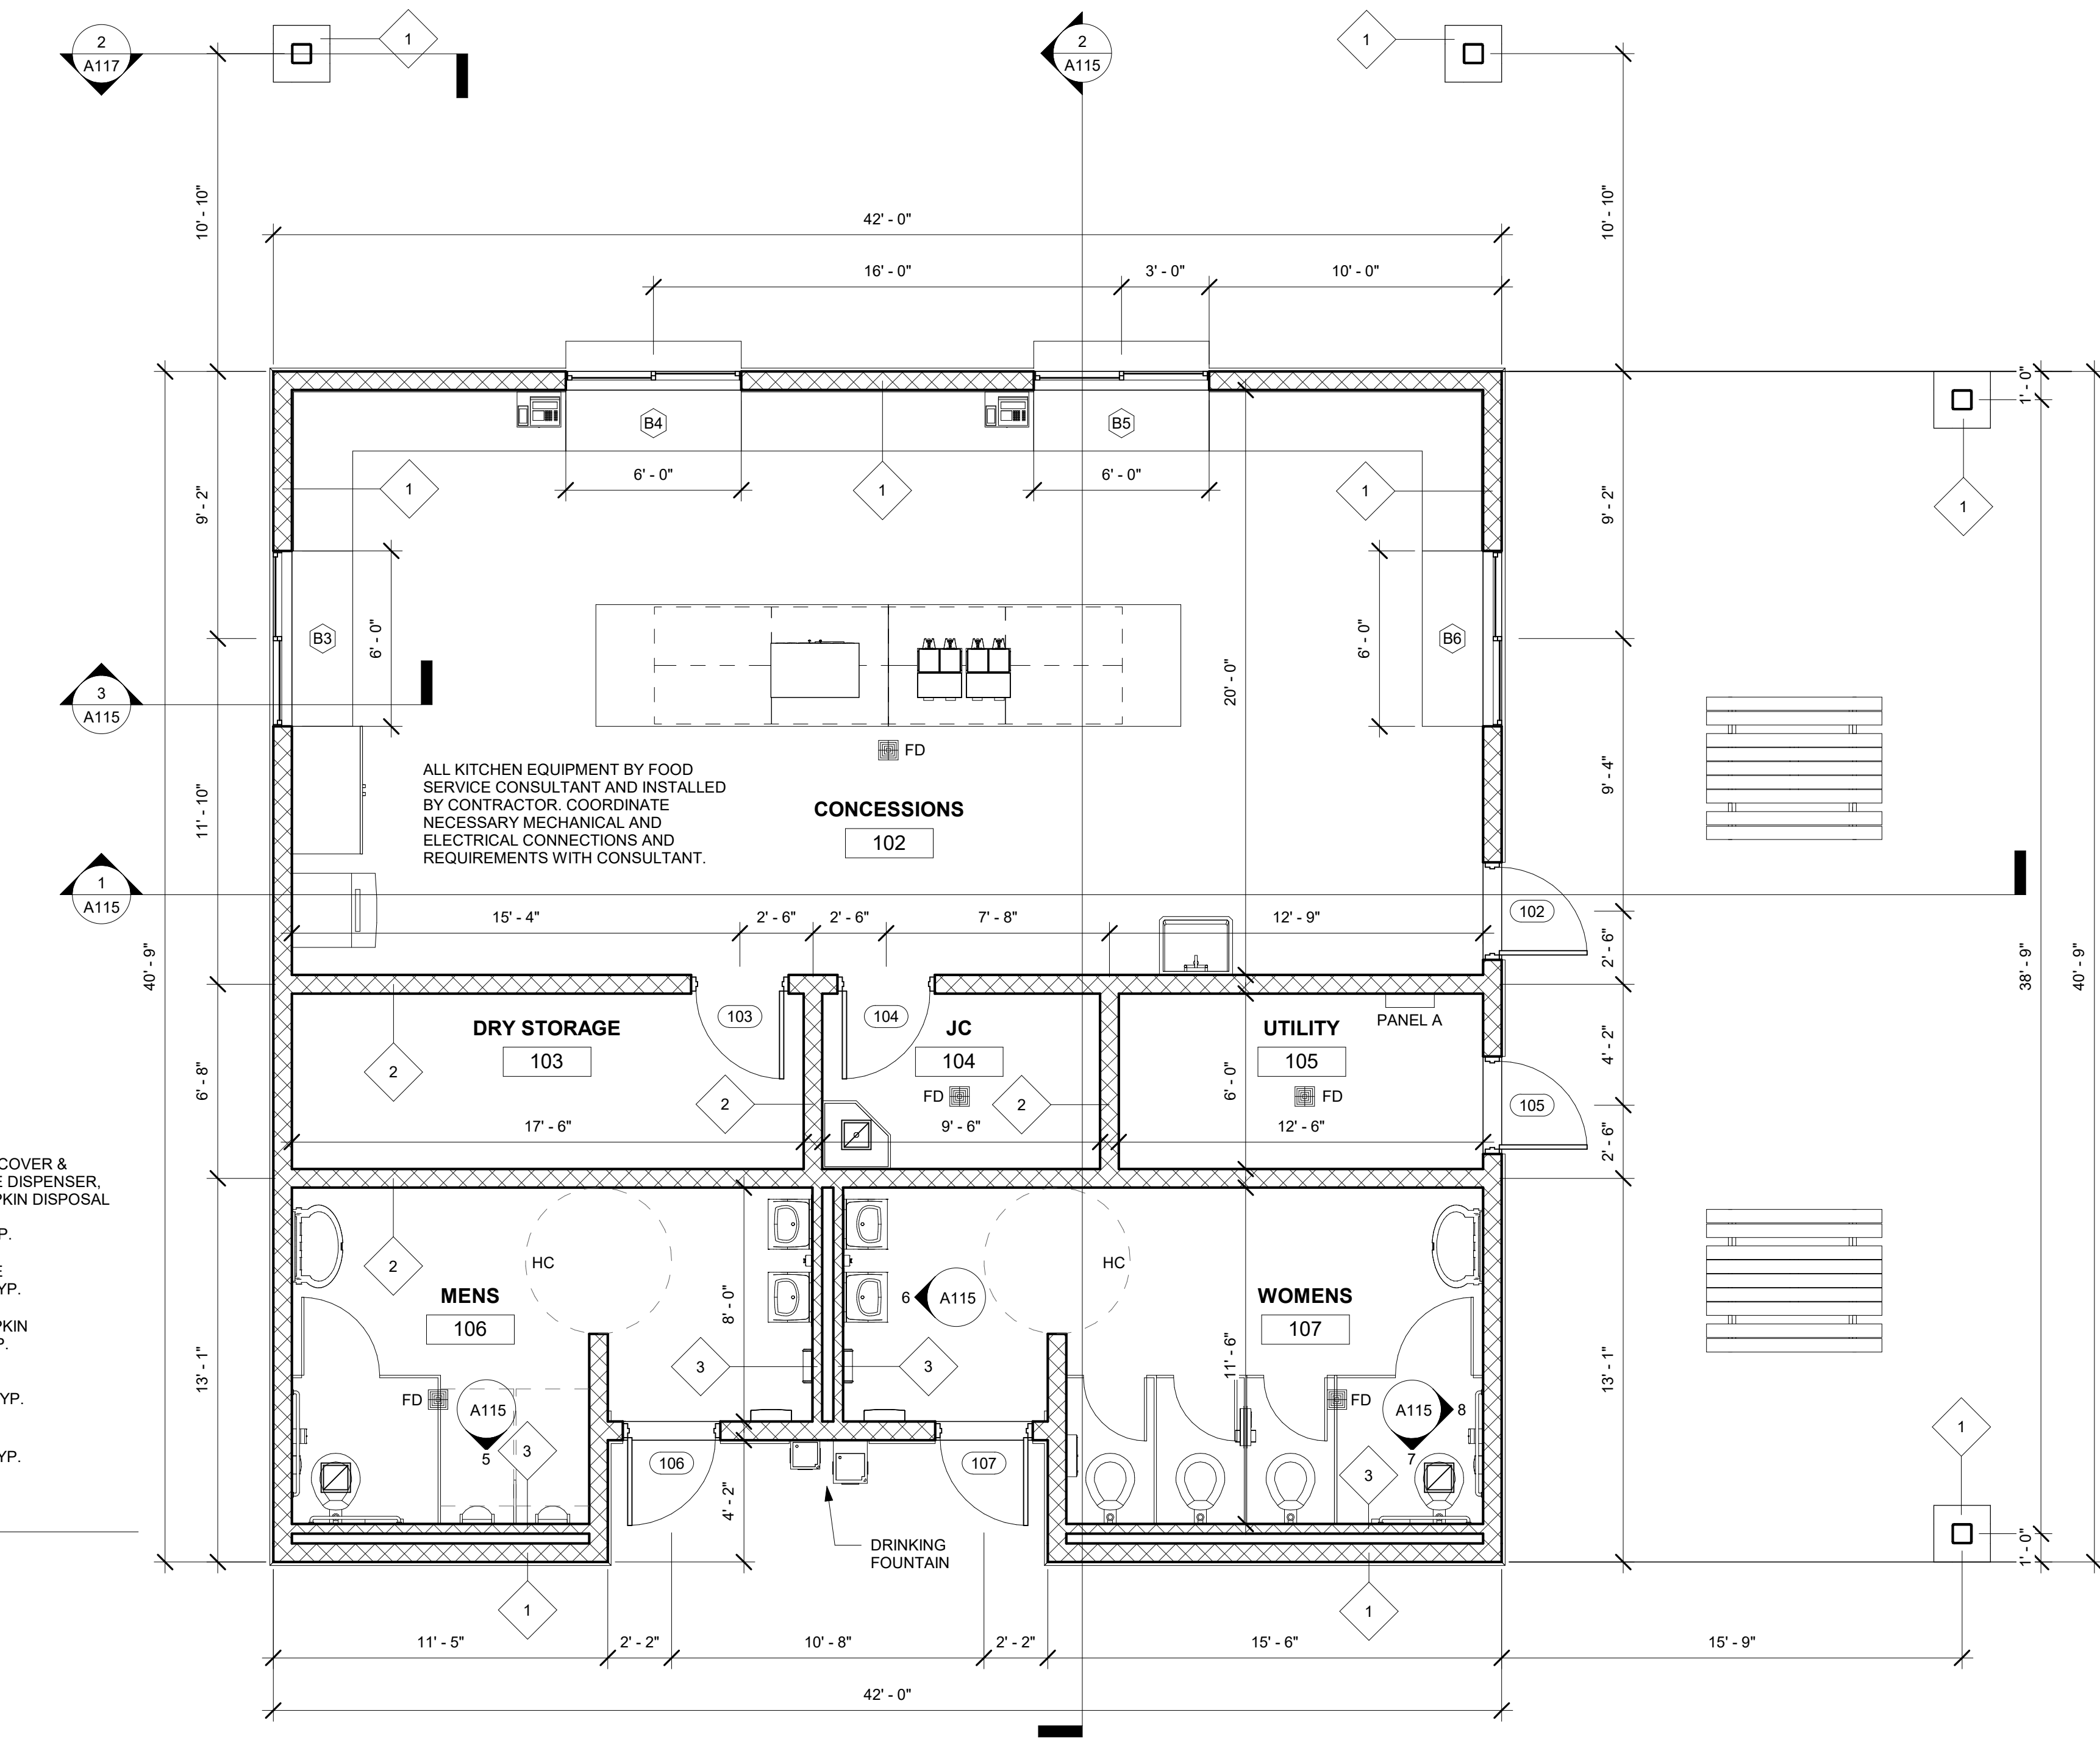 2
A117
1
2
A115
1
10' - 10"
10' - 10"
42' - 0"
16' - 0"
3' - 0"
10' - 0"
1' - 0"
B4
B5
6' - 0"
6' - 0"
1
1
1
1
9' - 2"
9' - 2"
B3
6' - 0"
6' - 0"
B6
20' - 0"
3
A115
FD
ALL KITCHEN EQUIPMENT BY FOOD
SERVICE CONSULTANT AND INSTALLED
BY CONTRACTOR. COORDINATE
NECESSARY MECHANICAL AND
ELECTRICAL CONNECTIONS AND
REQUIREMENTS WITH CONSULTANT.
CONCESSIONS
102
11' - 10"
9' - 4"
1
A115
15' - 4"
2' - 6"
2' - 6"
7' - 8"
12' - 9"
102
2' - 6"
40' - 9"
38' - 9"
40' - 9"
DRY STORAGE
103
103
104
JC
104
UTILITY
105
PANEL A
2
2
2
FD
FD
6' - 8"
6' - 0"
4' - 2"
105
17' - 6"
9' - 6"
12' - 6"
2' - 6"
COVER &
E DISPENSER,
PKIN DISPOSAL
P.
E
YP.
PKIN
P.
YP.
YP.
2
HC
HC
MENS
106
8' - 0"
6
A115
WOMENS
107
3
3
13' - 1"
11' - 6"
13' - 1"
FD
A115
5
3
FD
A115
8
7
3
106
107
4' - 2"
DRINKING
FOUNTAIN
1
1' - 0"
1
1
11' - 5"
2' - 2"
10' - 8"
2' - 2"
15' - 6"
15' - 9"
42' - 0"